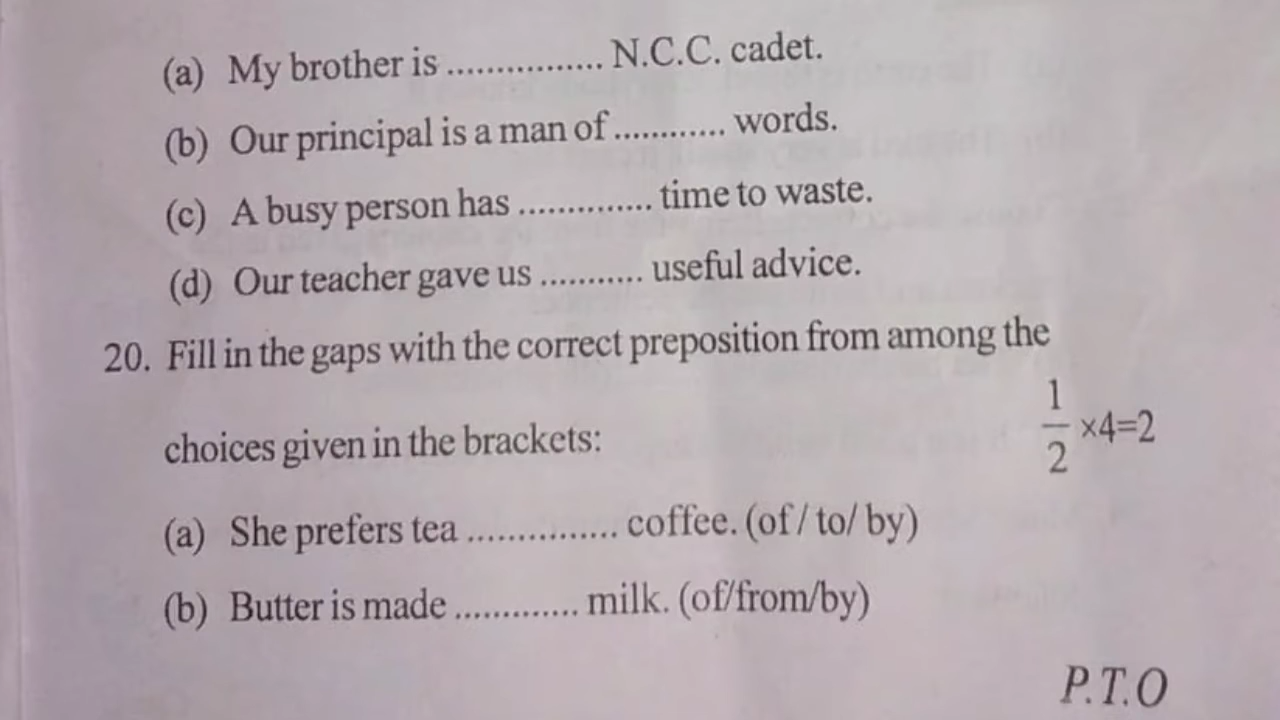 (a) My brother is ................ N.C.C. cadet.
(b) Our principal is a man of ............ words.
(c) A busy person has .............. time to waste.
(d) Our teacher gave us ........... useful advice.
20. Fill in the gaps with the correct preposition from among the
choices given in the brackets: 1/2 ×4=2
(a) She prefers tea ............... coffee. (of / to/ by)
(b) Butter is made ............. milk. (of/from/by)
P.T.O